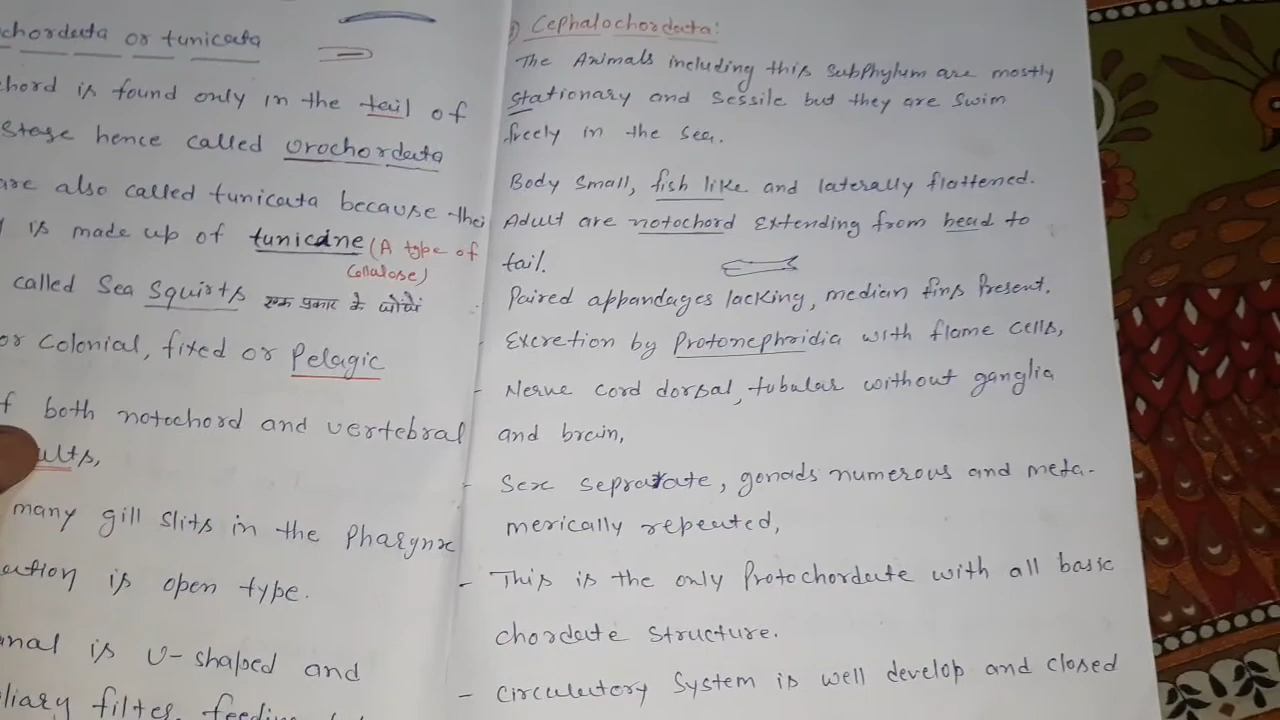 chordata or tunicata
chord is found only in the tail of
stage hence called Urochordata
are also called tunicata because thei
is made up of tunicine (A type of
Cellulose)
called Sea Squirts एक प्रकार के घोंघे
or colonial, fixed or Pelagic
f both notochord and vertebral
ults,
many gill slits in the Pharynx
ation is open type.
nal is U-shaped and
liary filter feeding
Cephalochordata:
The Animals including this SubPhylum are mostly
Stationary and Sessile but they are Swim
freely in the Sea.
Body Small, fish like and laterally flattened.
Adult are notochord Extending from head to
tail.
Paired appandages lacking, median fins Present.
Excretion by Protonephridia with flame cells,
- Nerve cord dorsal, tubular without ganglia
and brain,
- Sex seprarate, gonads numerous and meta-
merically repeated,
- This is the only Protochordate with all basic
chordate structure.
- Circulatory System is well develop and closed